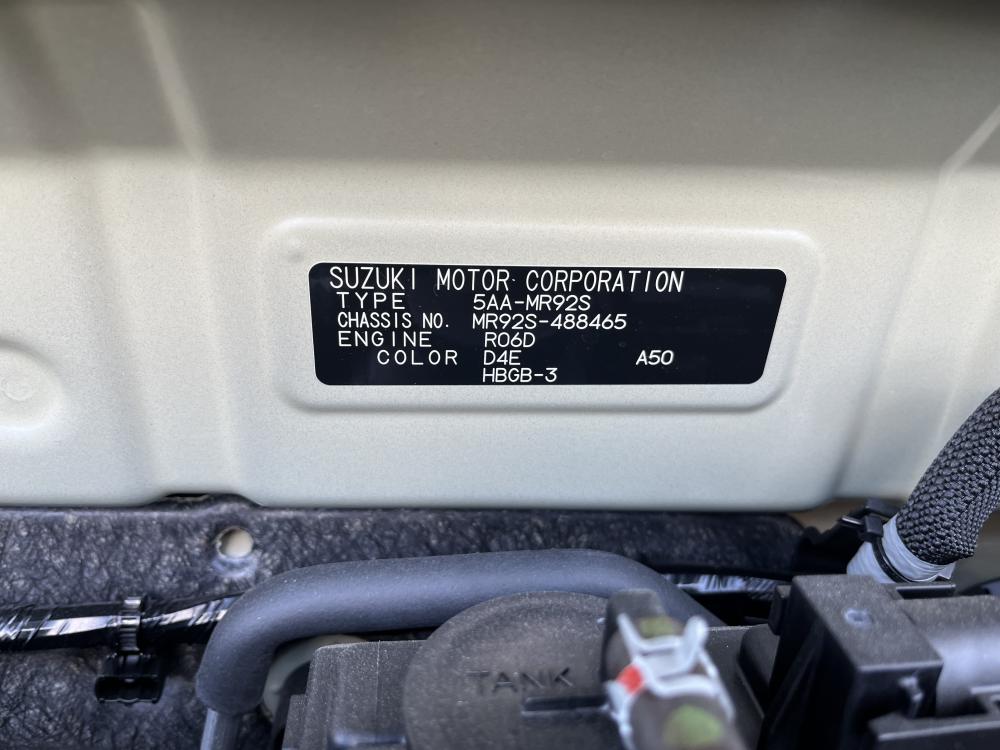 SUZUKI MOTOR CORPORATION
TYPE 5AA-MR92S
CHASSIS NO. MR92S-488465
ENGINE R06D
COLOR D4E A50
HBGB-3
TANK